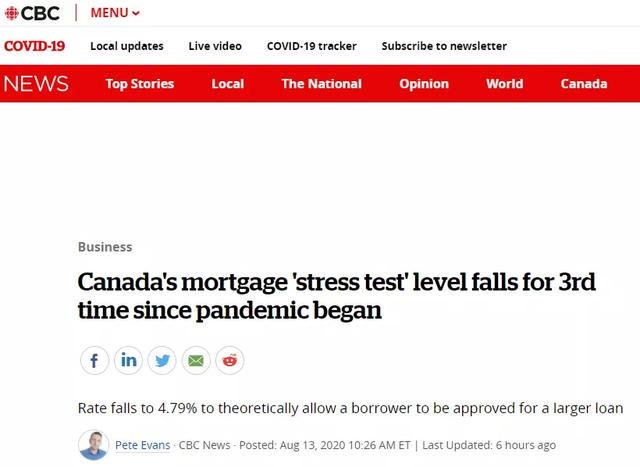 CBC MENU
COVID-19 Local updates Live video COVID-19 tracker Subscribe to newsletter
NEWS Top Stories Local The National Opinion World Canada
Business
Canada's mortgage 'stress test' level falls for 3rd
time since pandemic began
f in
Rate falls to 4.79% to theoretically allow a borrower to be approved for a larger loan
Pete Evans · CBC News · Posted: Aug 13, 2020 10:26 AM ET | Last Updated: 6 hours ago